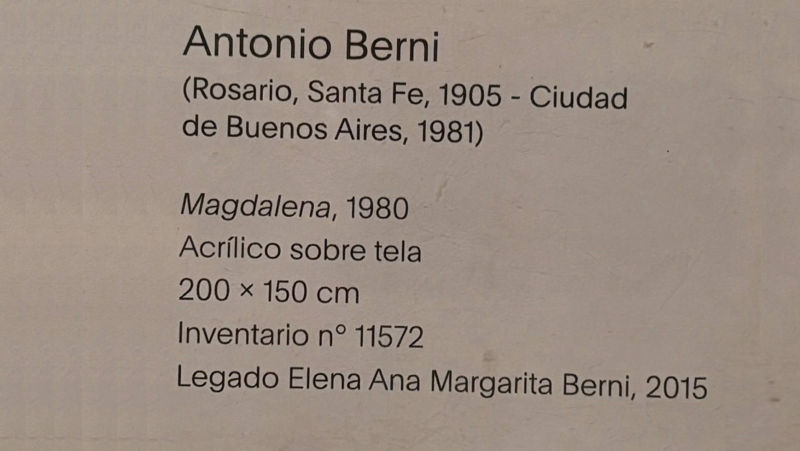 Antonio Berni
(Rosario, Santa Fe, 1905 - Ciudad
de Buenos Aires, 1981)
Magdalena, 1980
Acrílico sobre tela
200 × 150 cm
Inventario n° 11572
Legado Elena Ana Margarita Berni, 2015